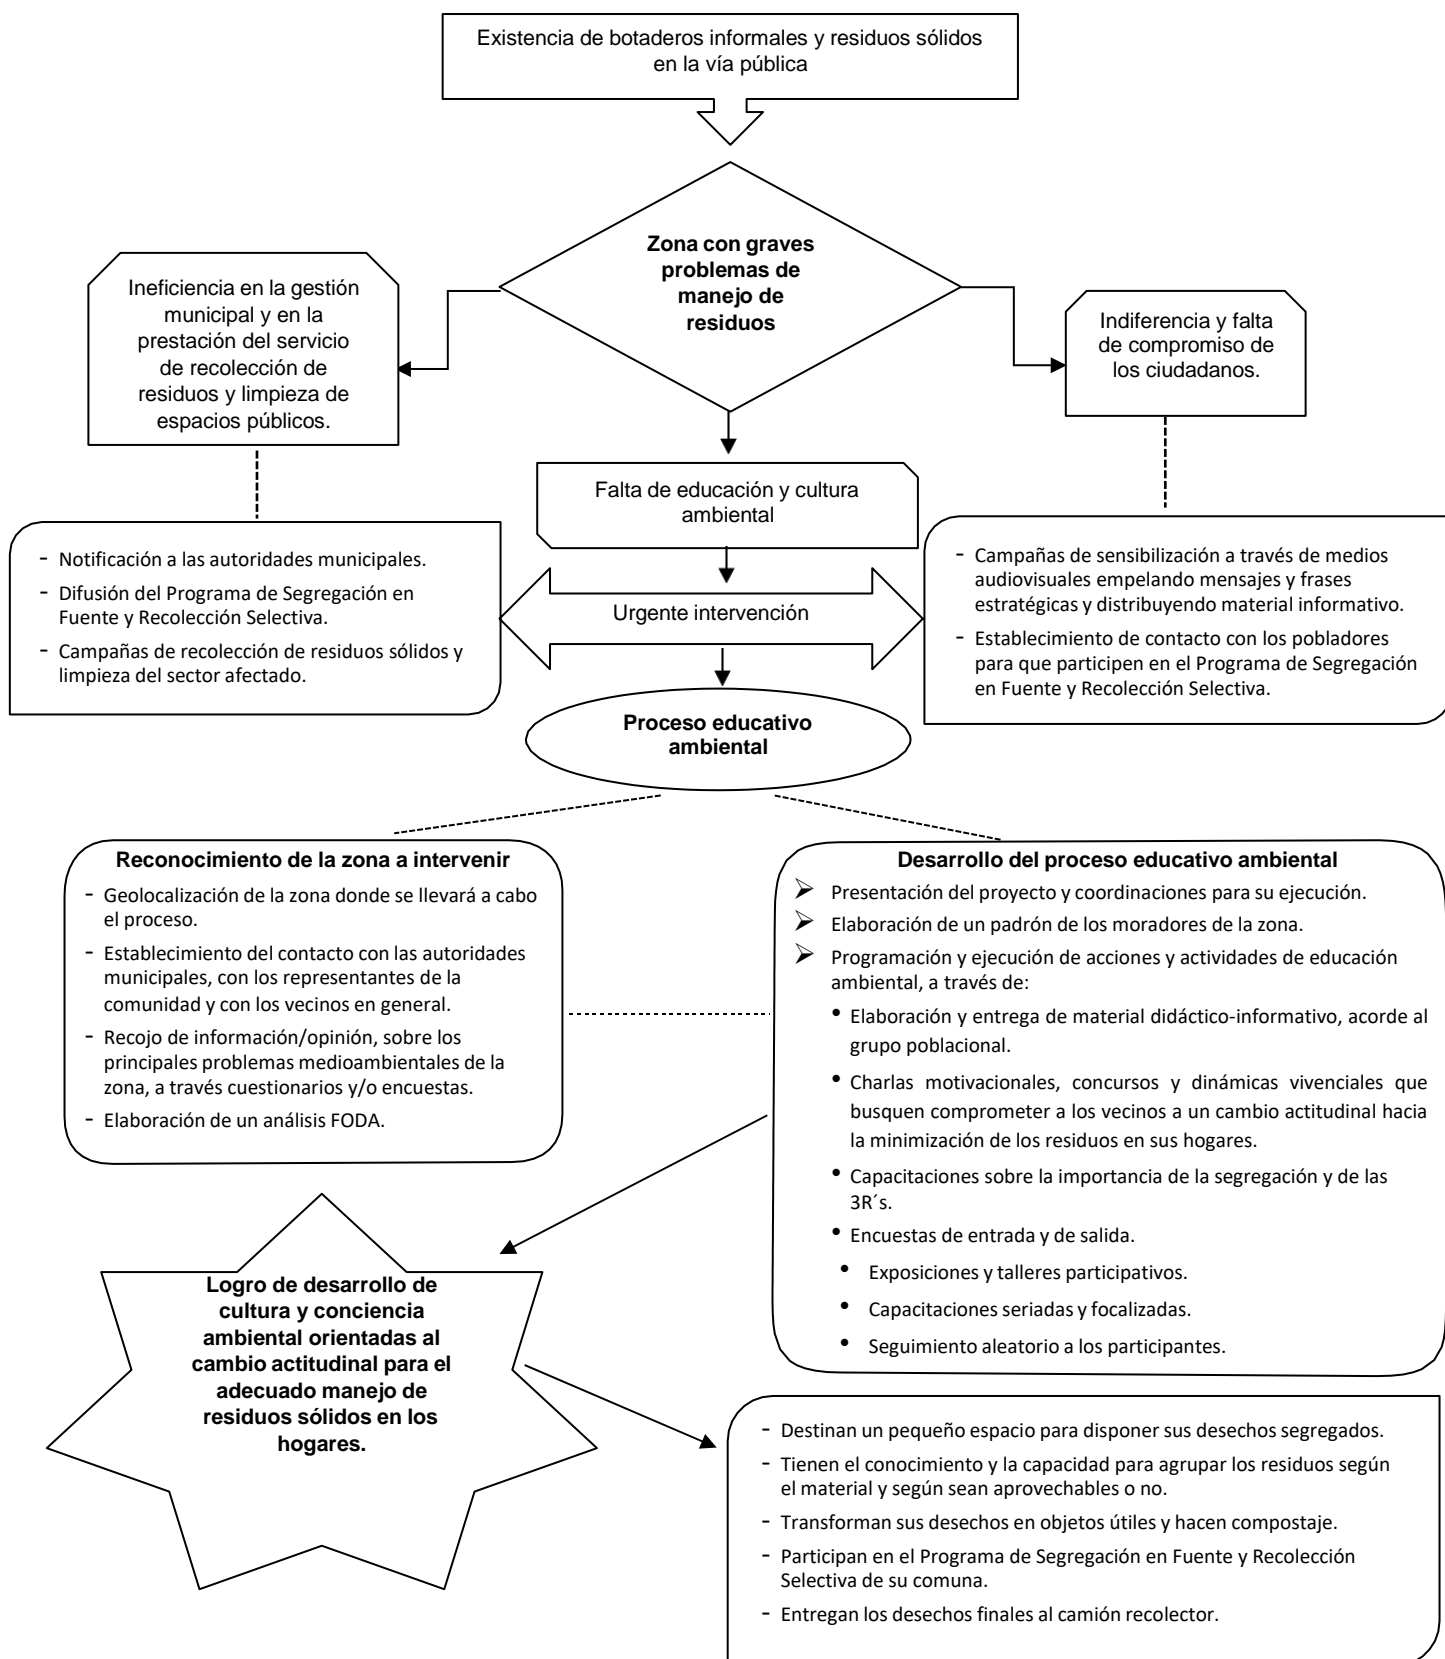 Existencia de botaderos informales y residuos sólidos
en la vía pública
Zona con graves
problemas de
manejo de
residuos
Ineficiencia en la gestión
municipal y en la
prestación del servicio
de recolección de
residuos y limpieza de
espacios públicos.
Indiferencia y falta
de compromiso de
los ciudadanos.
Falta de educación y cultura
ambiental
- Notificación a las autoridades municipales.
- Difusión del Programa de Segregación en
Fuente y Recolección Selectiva.
- Campañas de recolección de residuos sólidos y
limpieza del sector afectado.
Urgente intervención
- Campañas de sensibilización a través de medios
audiovisuales empelando mensajes y frases
estratégicas y distribuyendo material informativo.
- Establecimiento de contacto con los pobladores
para que participen en el Programa de Segregación
en Fuente y Recolección Selectiva.
Proceso educativo
ambiental
Reconocimiento de la zona a intervenir
- Geolocalización de la zona donde se llevará a cabo
el proceso.
- Establecimiento del contacto con las autoridades
municipales, con los representantes de la
comunidad y con los vecinos en general.
- Recojo de información/opinión, sobre los
principales problemas medioambientales de la
zona, a través cuestionarios y/o encuestas.
- Elaboración de un análisis FODA.
Desarrollo del proceso educativo ambiental
➢ Presentación del proyecto y coordinaciones para su ejecución.
➢ Elaboración de un padrón de los moradores de la zona.
➢ Programación y ejecución de acciones y actividades de educación
ambiental, a través de:
• Elaboración y entrega de material didáctico-informativo, acorde al
grupo poblacional.
• Charlas motivacionales, concursos y dinámicas vivenciales que
busquen comprometer a los vecinos a un cambio actitudinal hacia
la minimización de los residuos en sus hogares.
• Capacitaciones sobre la importancia de la segregación y de las
3R´s.
• Encuestas de entrada y de salida.
• Exposiciones y talleres participativos.
• Capacitaciones seriadas y focalizadas.
• Seguimiento aleatorio a los participantes.
Logro de desarrollo de
cultura y conciencia
ambiental orientadas al
cambio actitudinal para el
adecuado manejo de
residuos sólidos en los
hogares.
- Destinan un pequeño espacio para disponer sus desechos segregados.
- Tienen el conocimiento y la capacidad para agrupar los residuos según
el material y según sean aprovechables o no.
- Transforman sus desechos en objetos útiles y hacen compostaje.
- Participan en el Programa de Segregación en Fuente y Recolección
Selectiva de su comuna.
- Entregan los desechos finales al camión recolector.